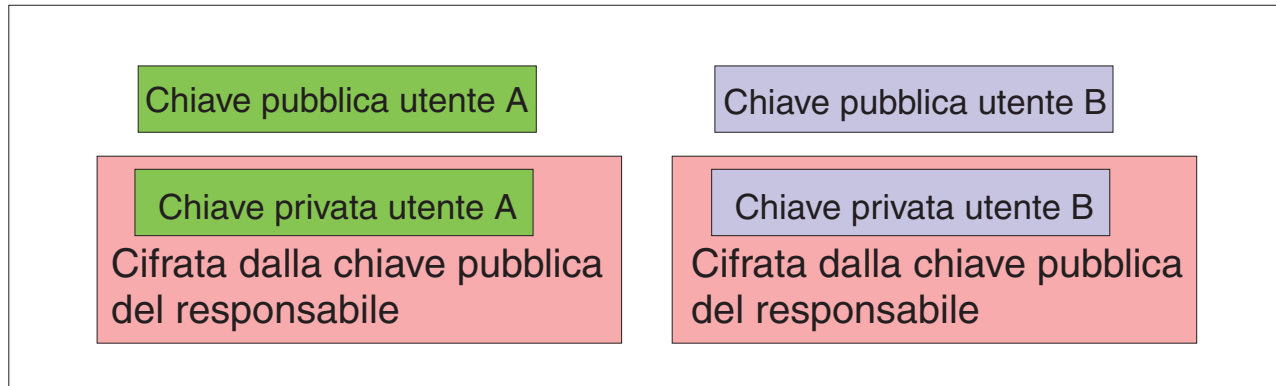 Chiave pubblica utente A
Chiave pubblica utente B
Chiave privata utente A
Cifrata dalla chiave pubblica
del responsabile
Chiave privata utente B
Cifrata dalla chiave pubblica
del responsabile